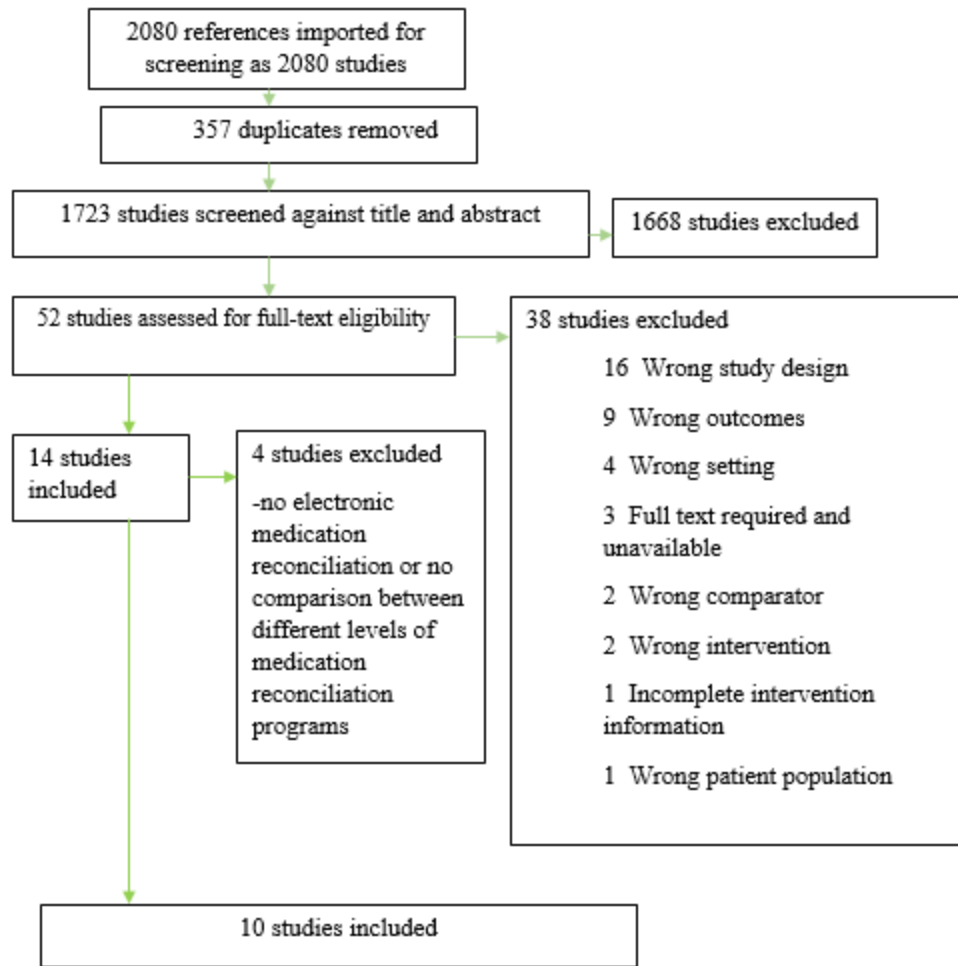 2080 references imported for
screening as 2080 studies
357 duplicates removed
1723 studies screened against title and abstract
1668 studies excluded
52 studies assessed for full-text eligibility
38 studies excluded
16 Wrong study design
9 Wrong outcomes
4 Wrong setting
3 Full text required and
unavailable
2 Wrong comparator
2 Wrong intervention
1 Incomplete intervention
information
1 Wrong patient population
14 studies
included
4 studies excluded
-no electronic
medication
reconciliation or no
comparison between
different levels of
medication
reconciliation
programs
10 studies included